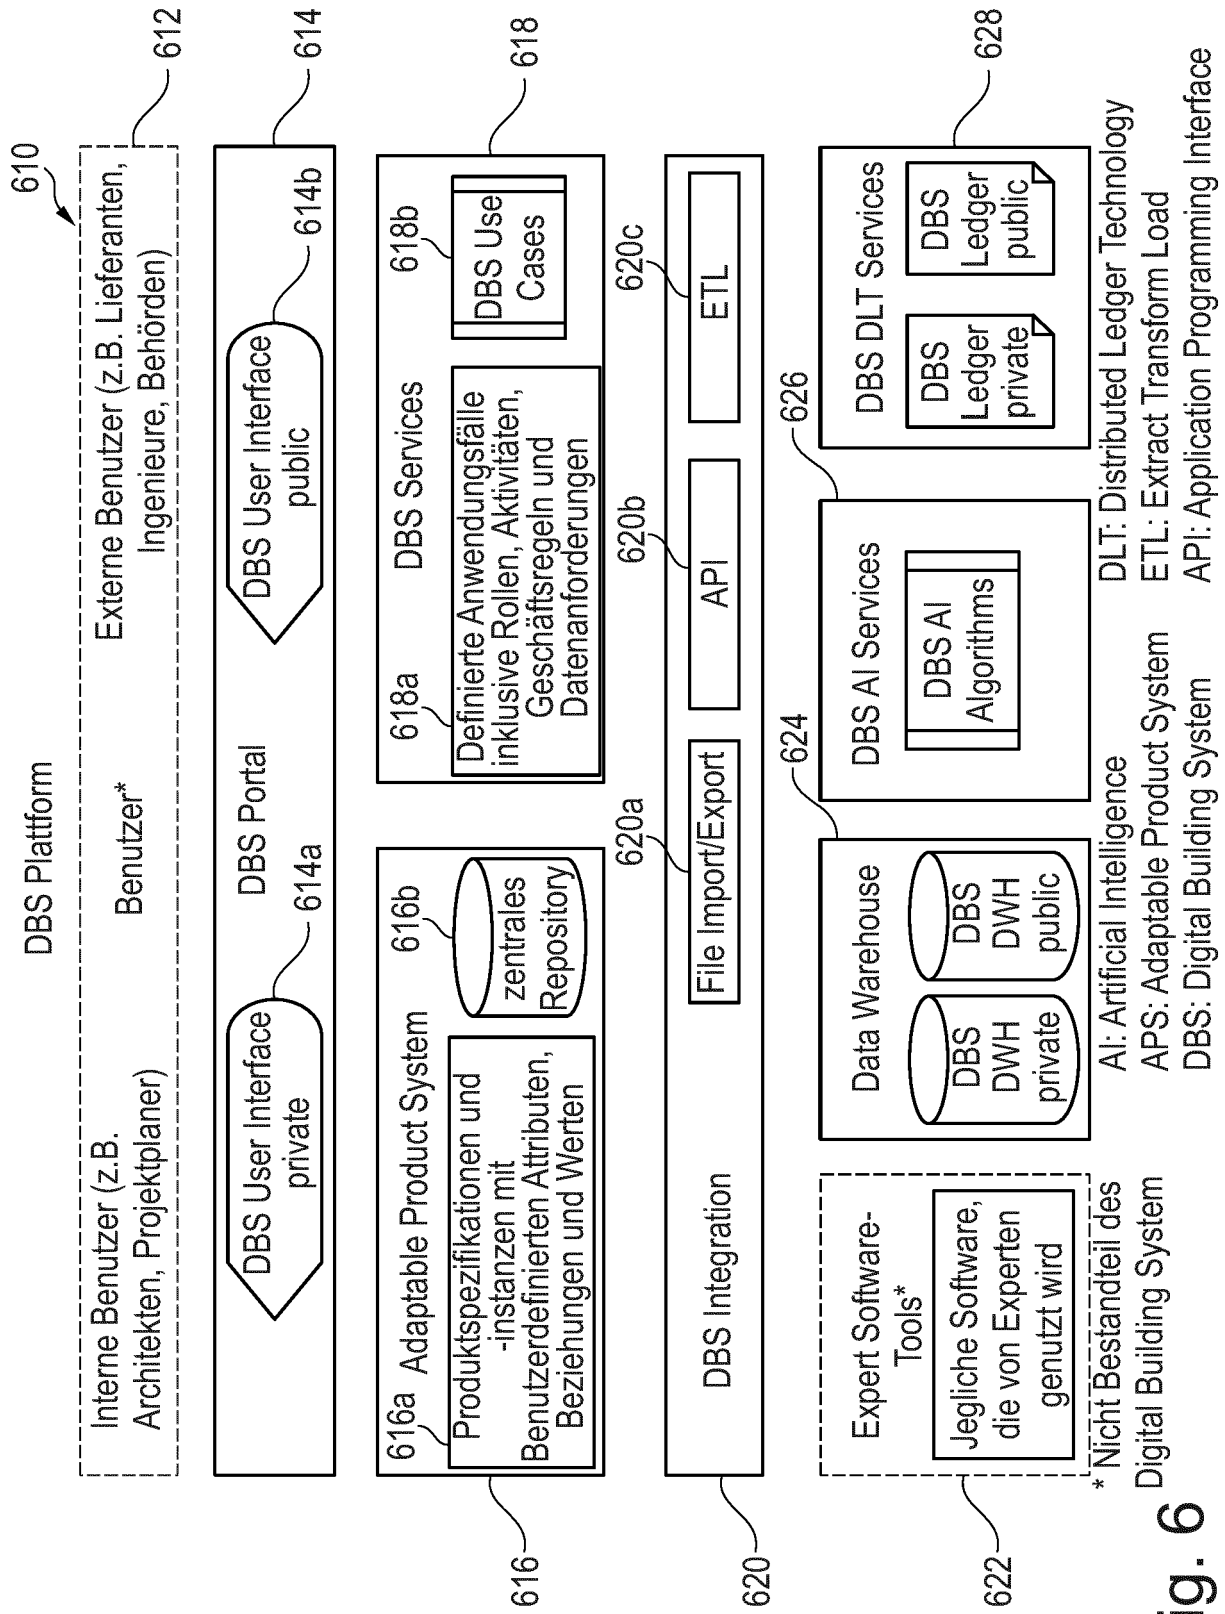 DBS Plattform
610
Interne Benutzer (z.B.
Architekten, Projektplaner)
Benutzer*
Externe Benutzer (z.B. Lieferanten,
Ingenieure, Behörden)
612
DBS User Interface
private
614a
DBS Portal
DBS User Interface
public
614b
614
616a
Adaptable Product System
616b
Produktspezifikationen und
-instanzen mit
Benutzerdefinierten Attributen,
Beziehungen und Werten
zentrales
Repository
616
618a
DBS Services
618b
Definierte Anwendungsfälle
inklusive Rollen, Aktivitäten,
Geschäftsregeln und
Datenanforderungen
DBS Use
Cases
618
DBS Integration
620a
File Import/Export
620b
API
620c
ETL
620
Expert Software-
Tools*
Jegliche Software,
die von Experten
genutzt wird
622
624
Data Warehouse
DBS
DWH
private
DBS
DWH
public
626
DBS AI Services
DBS AI
Algorithms
DBS DLT Services
DBS
Ledger
private
DBS
Ledger
public
628
* Nicht Bestandteil des
Digital Building System
AI: Artificial Intelligence
APS: Adaptable Product System
DBS: Digital Building System
DLT: Distributed Ledger Technology
ETL: Extract Transform Load
API: Application Programming Interface
ig. 6